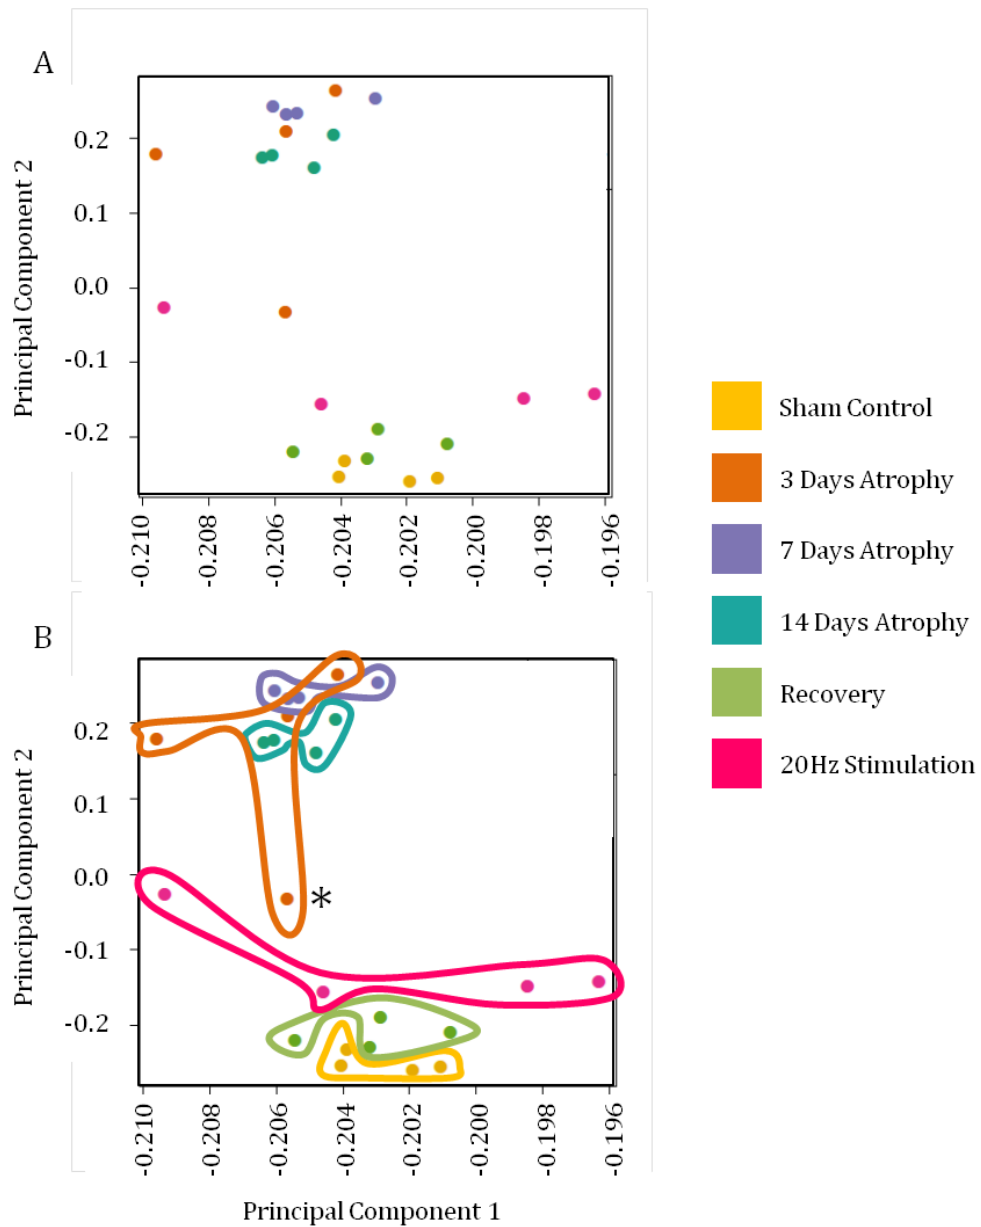 A
Principal Component 2
0.2
0.1
0.0
-0.1
-0.2
-0.210
-0.208
-0.206
-0.204
-0.202
-0.200
-0.198
-0.196
Sham Control
3 Days Atrophy
7 Days Atrophy
14 Days Atrophy
Recovery
20Hz Stimulation
B
Principal Component 2
0.2
0.1
0.0
-0.1
-0.2
*
-0.210
-0.208
-0.206
-0.204
-0.202
-0.200
-0.198
-0.196
Principal Component 1